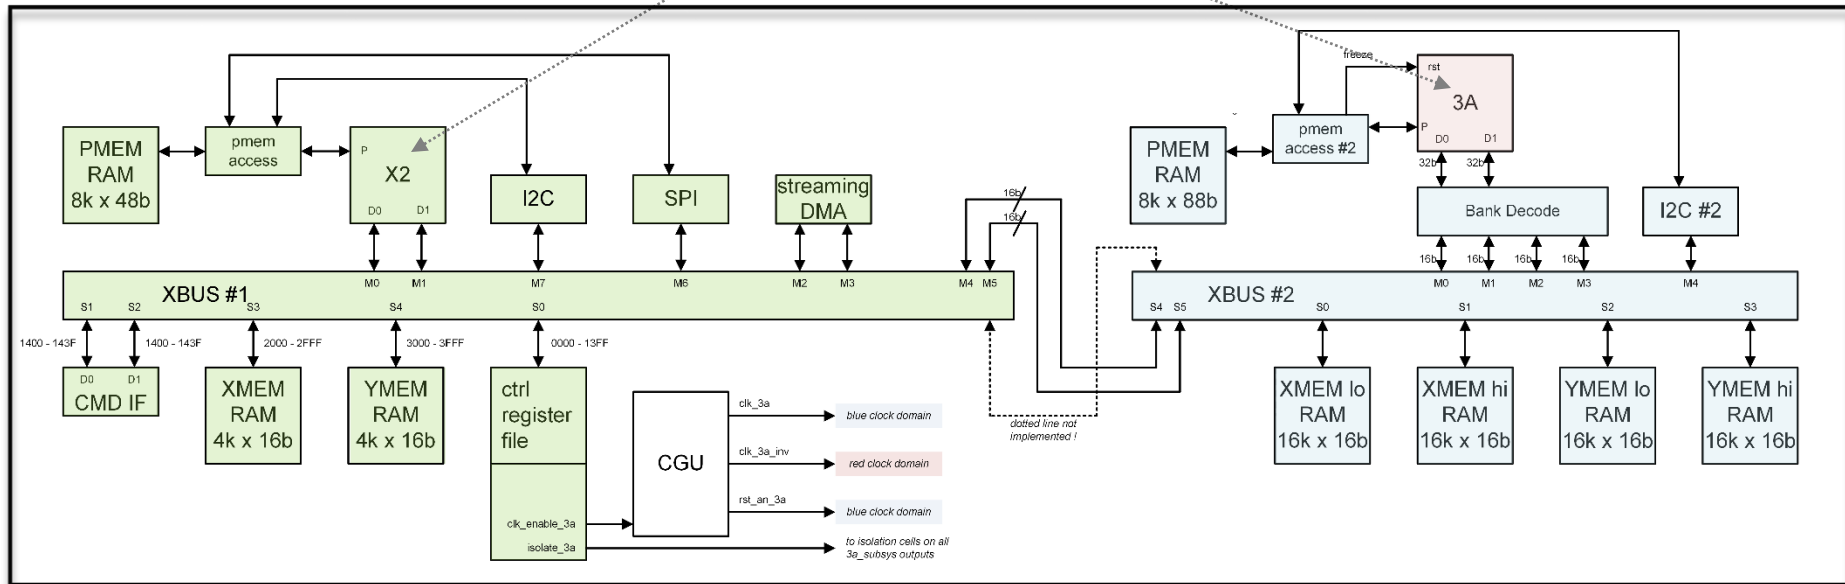 freeze
rst
3A
P
D0
D1
PMEM
RAM
8k x 48b
pmem
access
P
X2
D0
D1
I2C
SPI
streaming
DMA
16b
16b
PMEM
RAM
8k x 88b
pmem
access #2
32b
32b
Bank Decode
I2C #2
16b
16b
16b
16b
M0
M1
M7
M6
M2
M3
M4
M5
XBUS #1
S1
S2
S3
S4
S0
M0
M1
M2
M3
M4
XBUS #2
S4
S5
S0
S1
S2
S3
1400 - 143F
1400 - 143F
2000 - 2FFF
3000 - 3FFF
0000 - 13FF
D0
D1
CMD IF
XMEM
RAM
4k x 16b
YMEM
RAM
4k x 16b
ctrl
register
file
clk_enable_3a
isolate_3a
CGU
clk_3a
blue clock domain
clk_3a_inv
red clock domain
rst_an_3a
blue clock domain
to isolation cells on all
3a_subsys outputs
dotted line not
implemented !
XMEM lo
RAM
16k x 16b
XMEM hi
RAM
16k x 16b
YMEM lo
RAM
16k x 16b
YMEM hi
RAM
16k x 16b